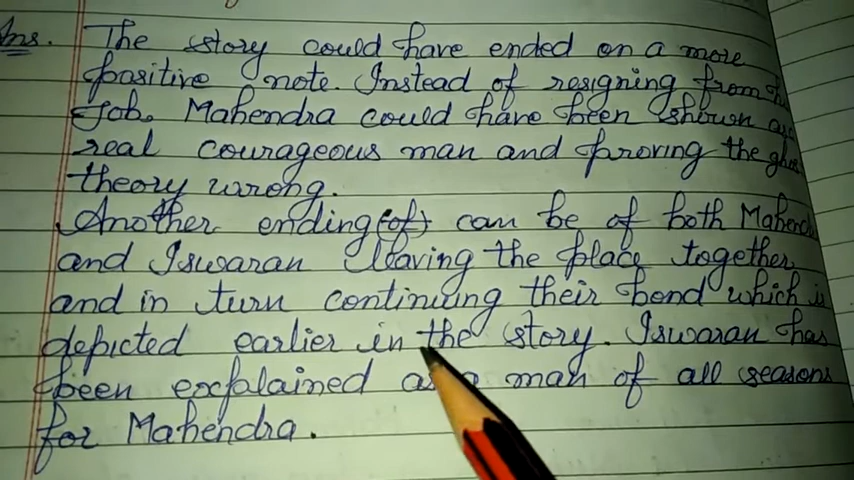 Ans. The story could have ended on a more
positive note. Instead of resigning from
job. Mahendra could have been shown as
real courageous man and proving the ghost
theory wrong.
Another ending (of) can be of both Mahendra
and Iswaran leaving the place together
and in turn continuing their bond which is
depicted earlier in the story. Iswaran has
been exfalained as a man of all seasons
for Mahendra.